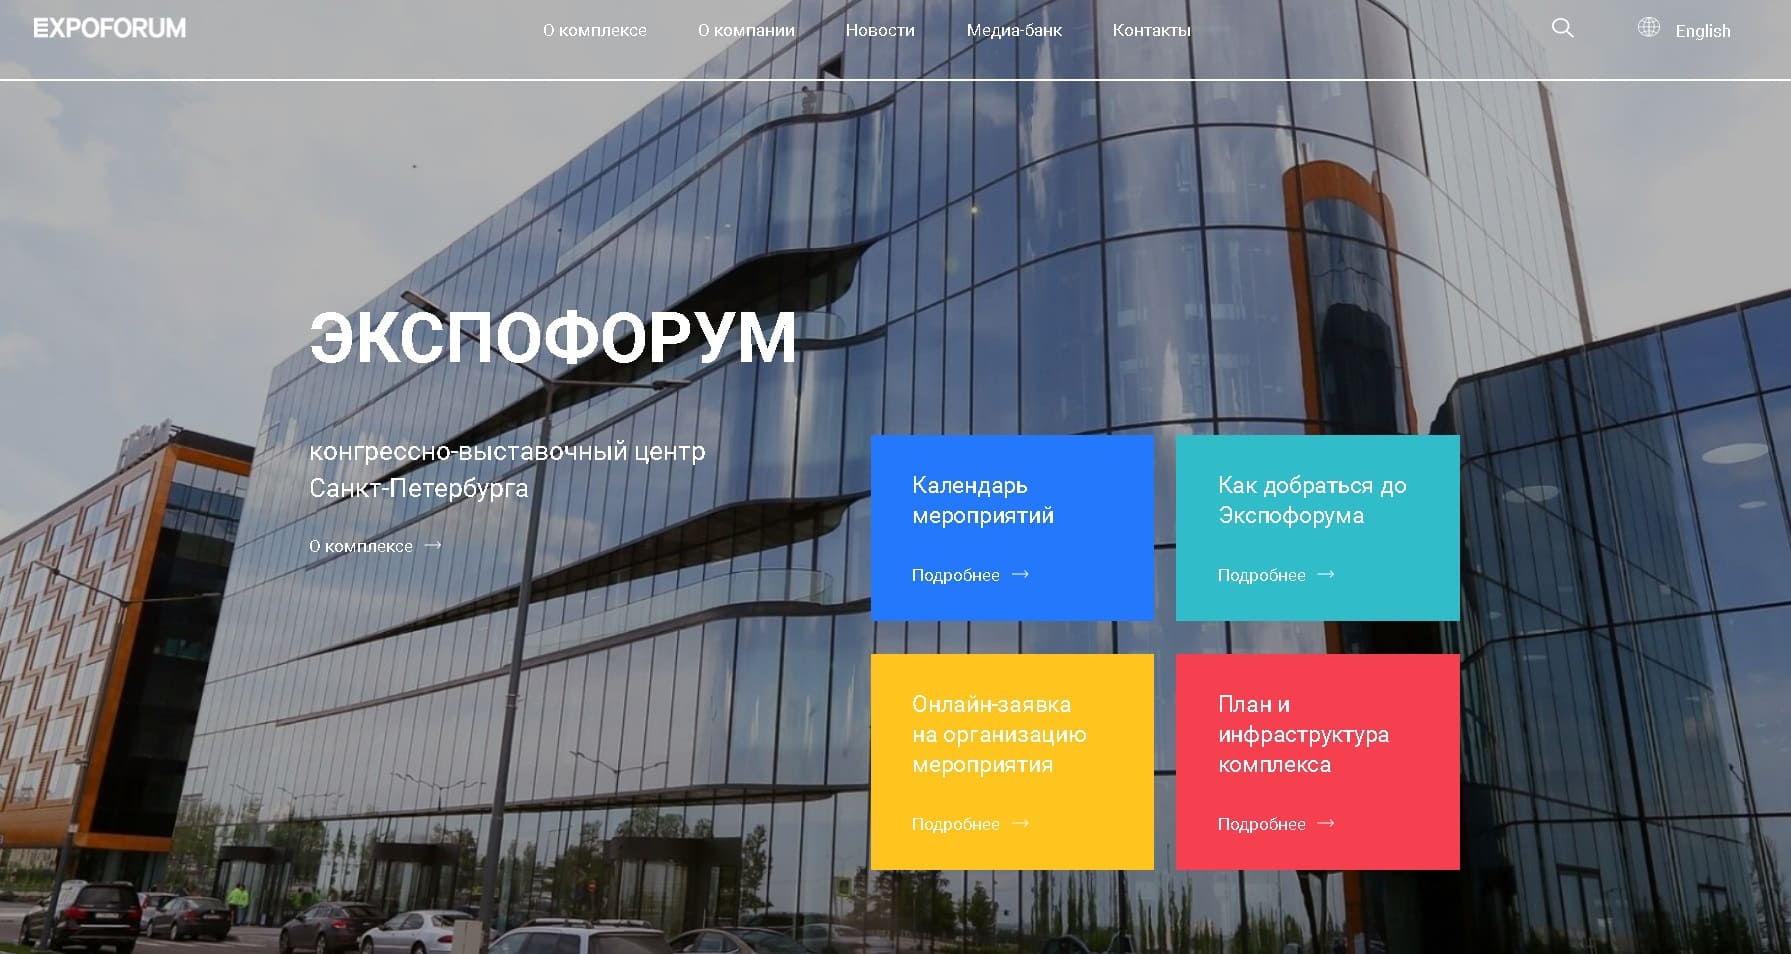 EXPOFORUM
О комплексе
О компании
Новости
Медиа-банк
Контакты
English
ЭКСПОФОРУМ
конгрессно-выставочный центр
Санкт-Петербурга
О комплексе
Календарь
мероприятий
Подробнее
Как добраться до
Экспофорума
Подробнее
Онлайн-заявка
на организацию
мероприятия
Подробнее
План и
инфраструктура
комплекса
Подробнее